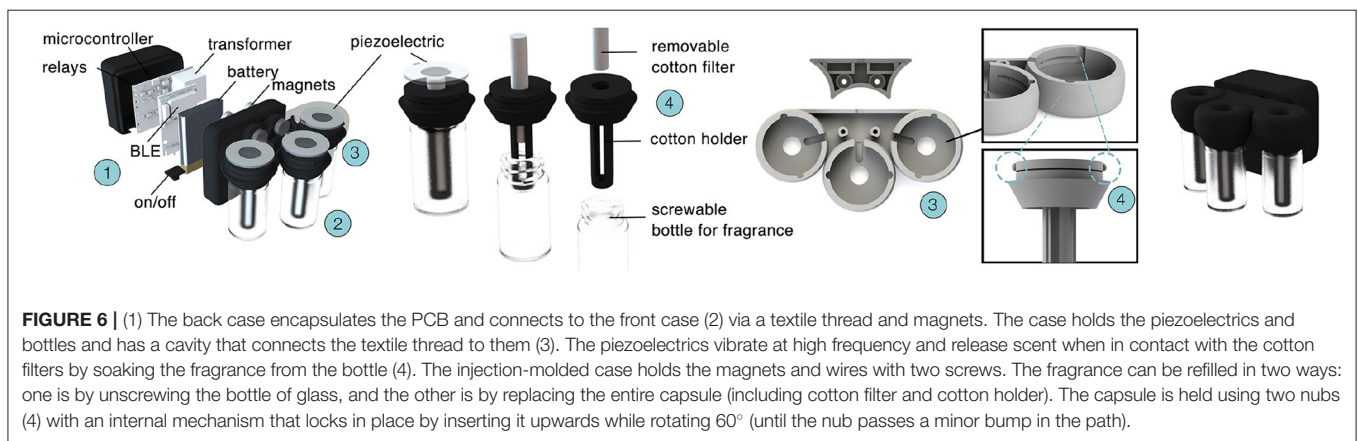 microcontroller
relays
transformer
battery
magnets
piezoelectric
BLE
1
on/off
3
2
removable
cotton filter
4
cotton holder
screwable
bottle for fragrance
3
4
FIGURE 6 | (1) The back case encapsulates the PCB and connects to the front case (2) via a textile thread and magnets. The case holds the piezoelectrics and
bottles and has a cavity that connects the textile thread to them (3). The piezoelectrics vibrate at high frequency and release scent when in contact with the cotton
filters by soaking the fragrance from the bottle (4). The injection-molded case holds the magnets and wires with two screws. The fragrance can be refilled in two ways:
one is by unscrewing the bottle of glass, and the other is by replacing the entire capsule (including cotton filter and cotton holder). The capsule is held using two nubs
(4) with an internal mechanism that locks in place by inserting it upwards while rotating 60° (until the nub passes a minor bump in the path).